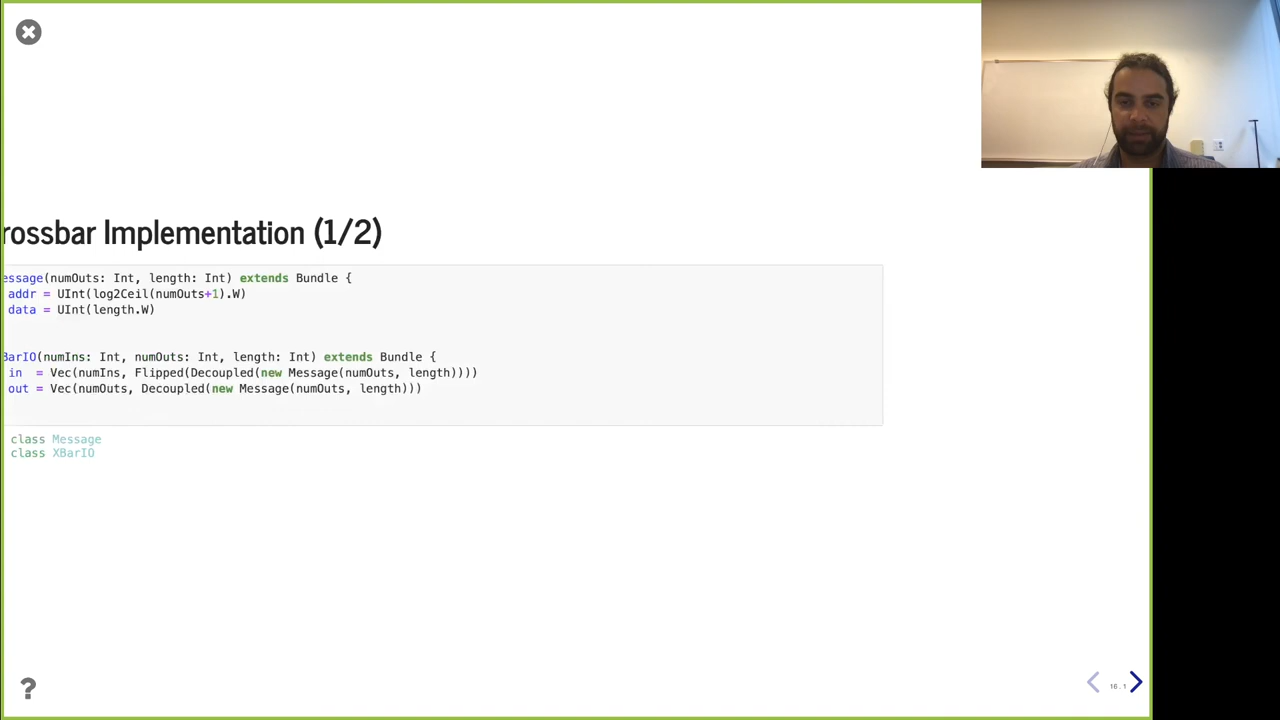 rossbar Implementation (1/2)
essage(numOuts: Int, length: Int) extends Bundle {
addr = UInt(log2Ceil(numOuts+1).W)
data = UInt(length.W)
BarIO(numIns: Int, numOuts: Int, length: Int) extends Bundle {
in  = Vec(numIns, Flipped(Decoupled(new Message(numOuts, length))))
out = Vec(numOuts, Decoupled(new Message(numOuts, length)))
class Message
class XBarIO
?
16.1